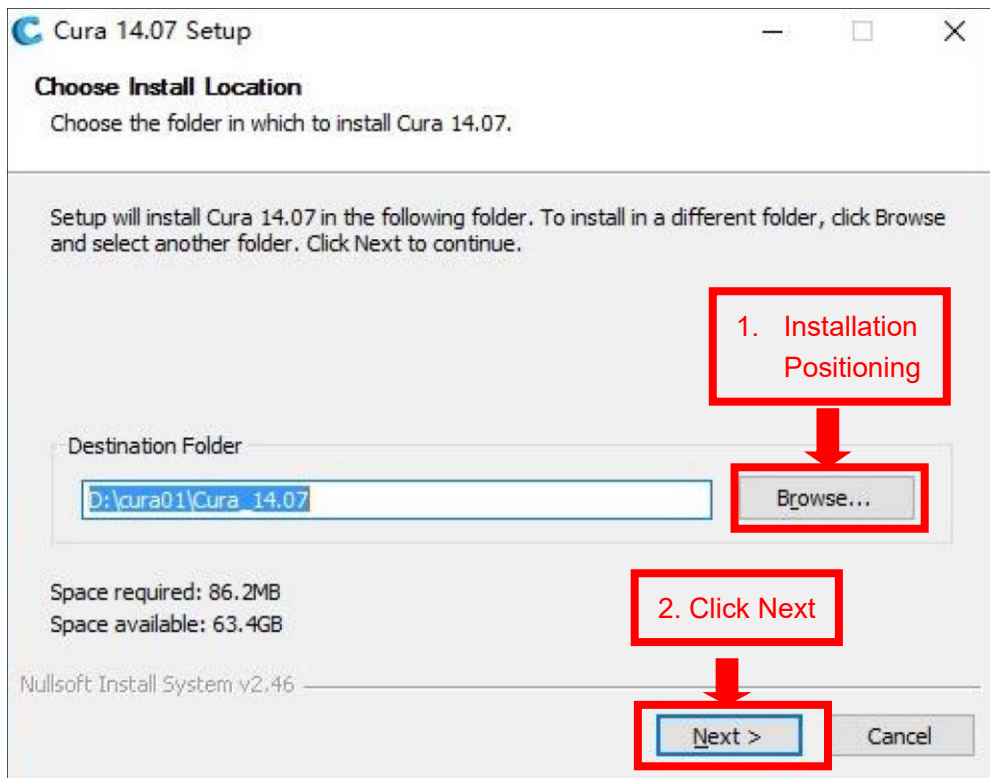 Cura 14.07 Setup
Choose Install Location
Choose the folder in which to install Cura 14.07.
Setup will install Cura 14.07 in the following folder. To install in a different folder, click Browse
and select another folder. Click Next to continue.
1. Installation
Positioning
Destination Folder
D:\cura01\Cura_14.07
Browse...
Space required: 86.2MB
Space available: 63.4GB
2. Click Next
Nullsoft Install System v2.46
Next >
Cancel